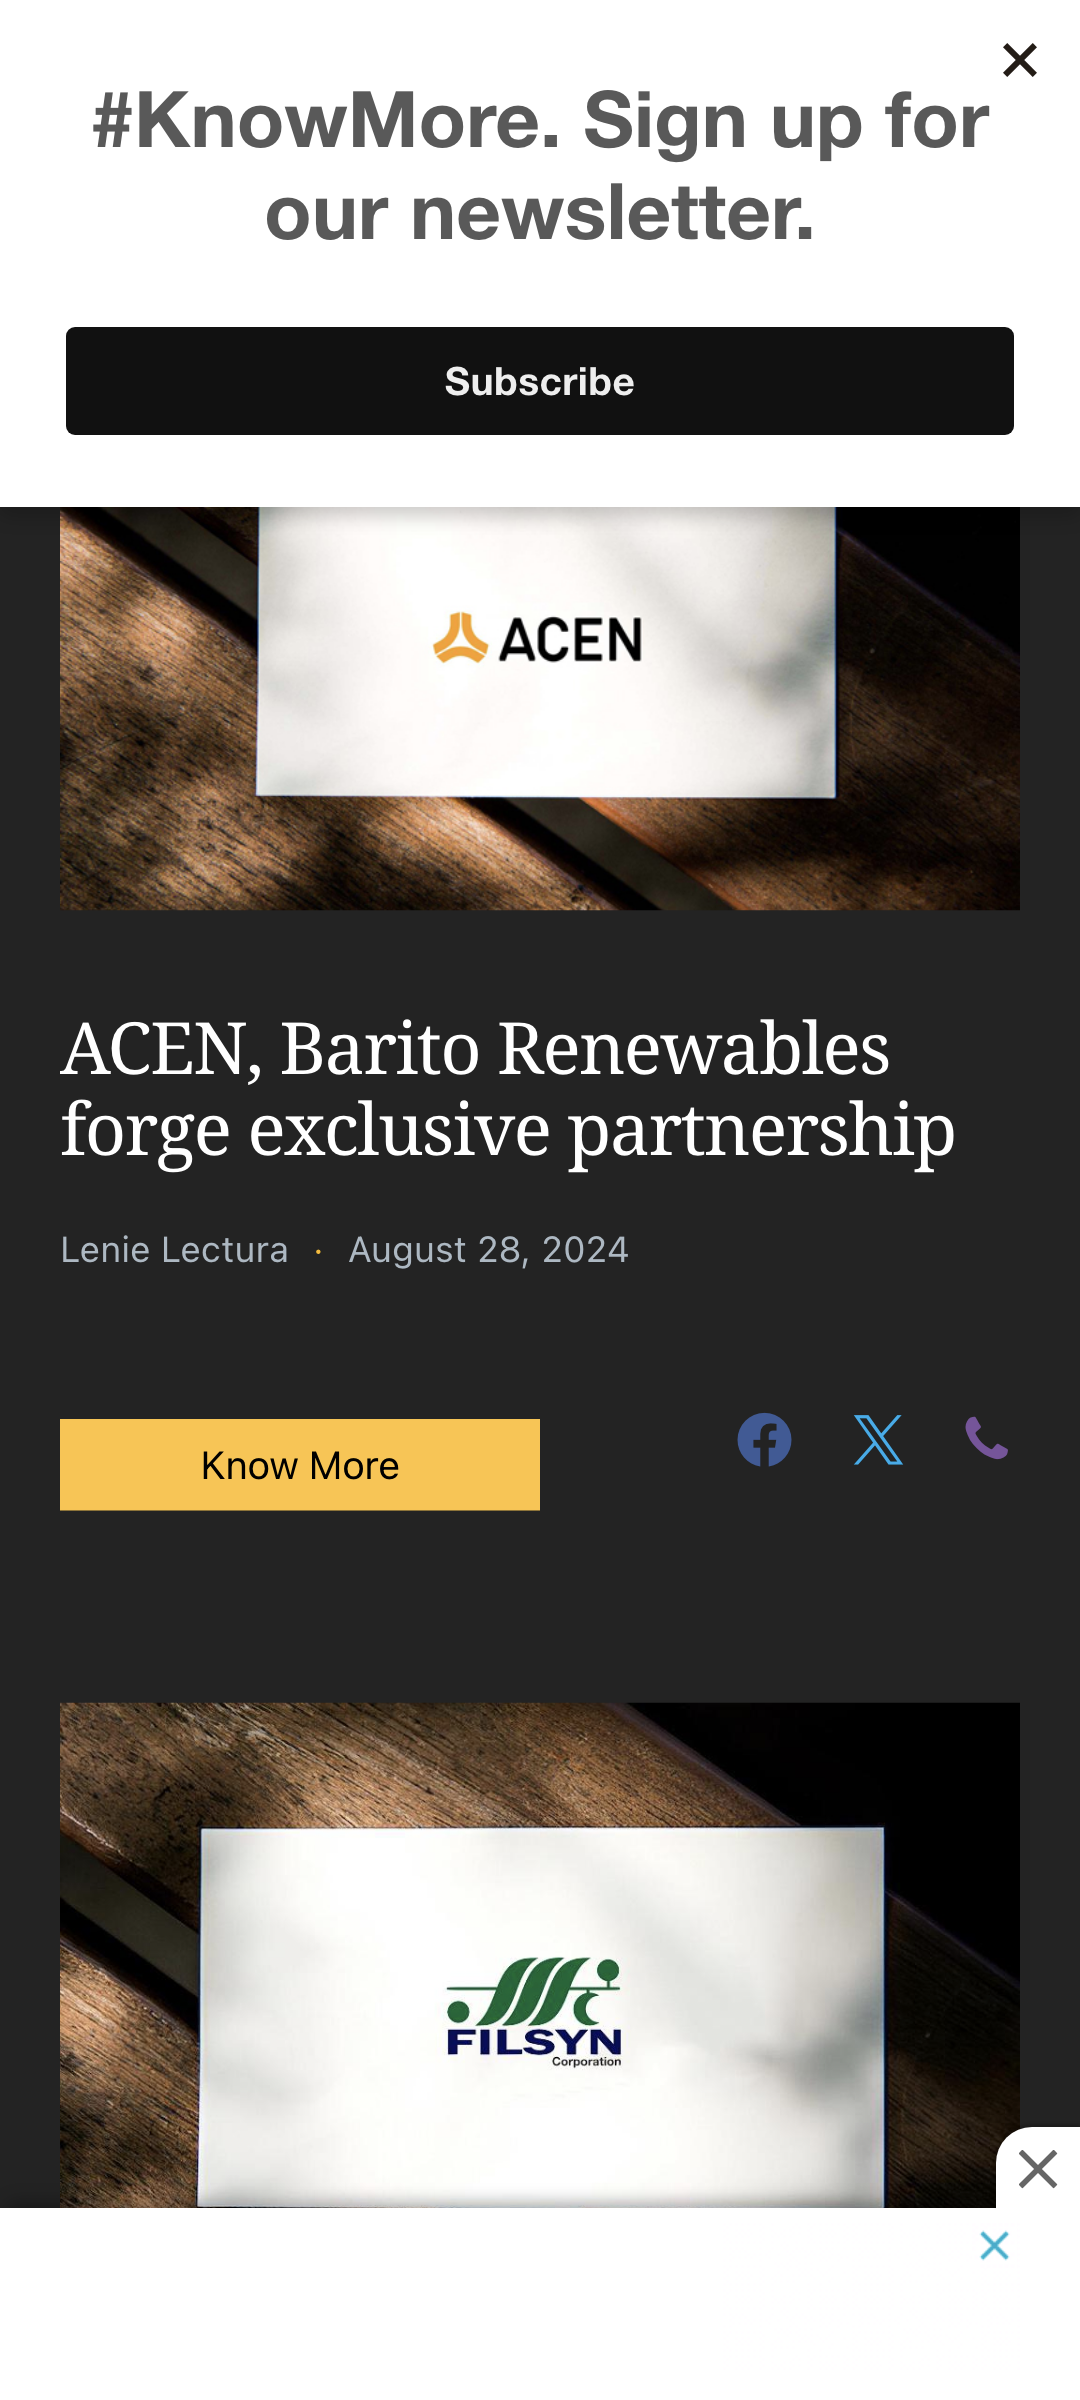 #KnowMore. Sign up for
our newsletter.
Subscribe
ACEN
ACEN, Barito Renewables
forge exclusive partnership
Lenie Lectura · August 28, 2024
Know More
FILSYN
Corporation